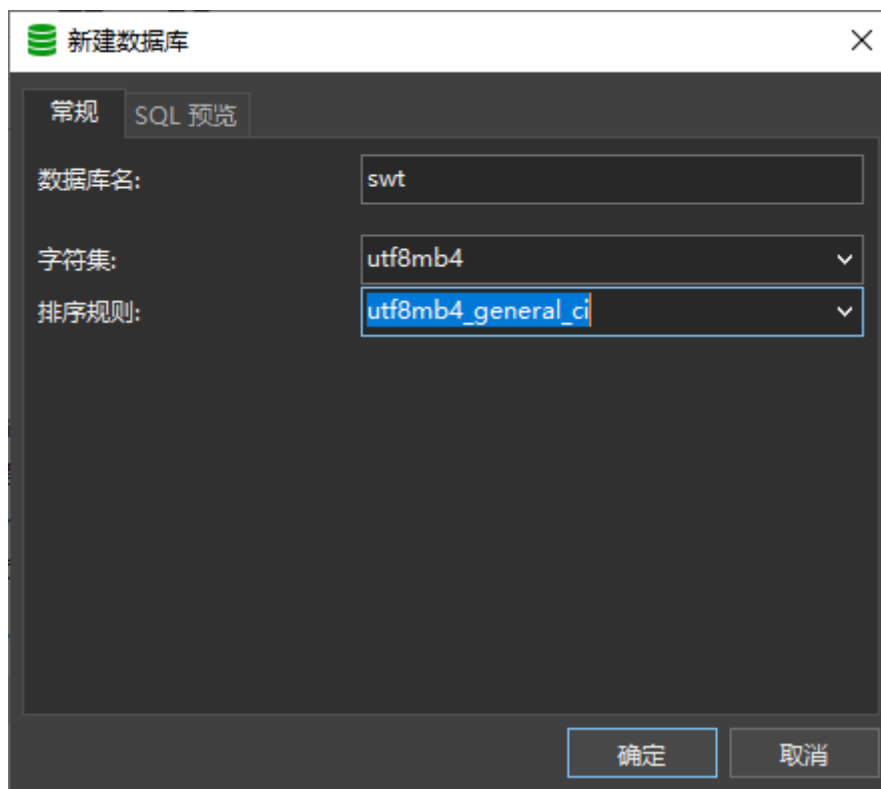 新建数据库
常规 SQL 预览
数据库名: swt
字符集: utf8mb4
排序规则: utf8mb4_general_ci
确定 取消